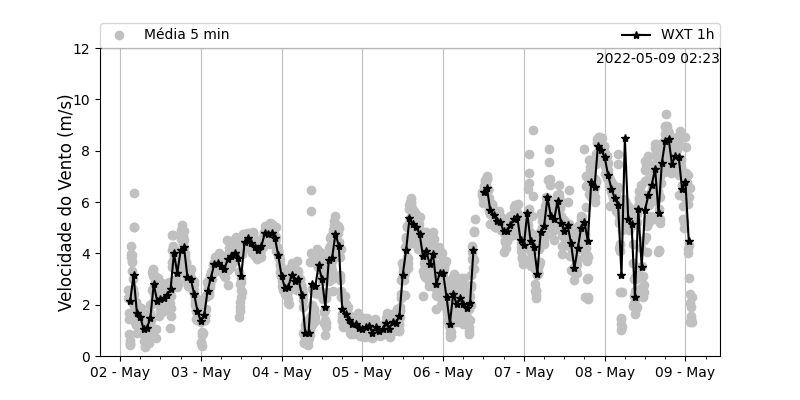 Média 5 min
WXT 1h
2022-05-09 02:23
Velocidade do Vento (m/s)
12
10
8
6
4
2
0
02 - May 03 - May 04 - May 05 - May 06 - May 07 - May 08 - May 09 - May